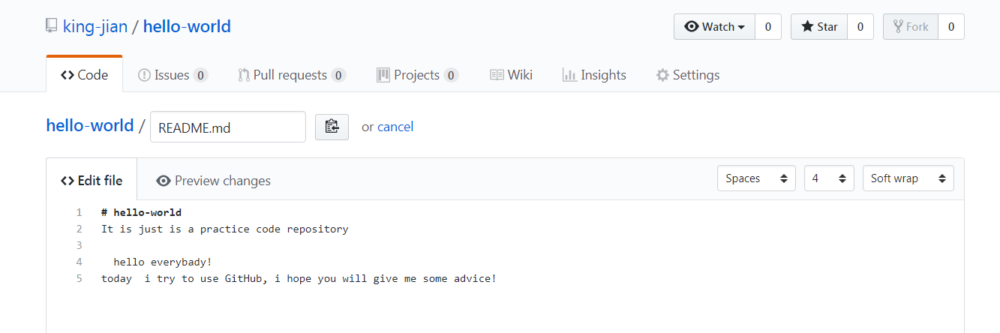 king-jian / hello-world
Watch 0 Star 0 Fork 0
Code Issues 0 Pull requests 0 Projects 0 Wiki Insights Settings
hello-world / README.md or cancel
Edit file Preview changes Spaces 4 Soft wrap
1 # hello-world
2 It is just is a practice code repository
3
4 hello everybady!
5 today  i try to use GitHub, i hope you will give me some advice!